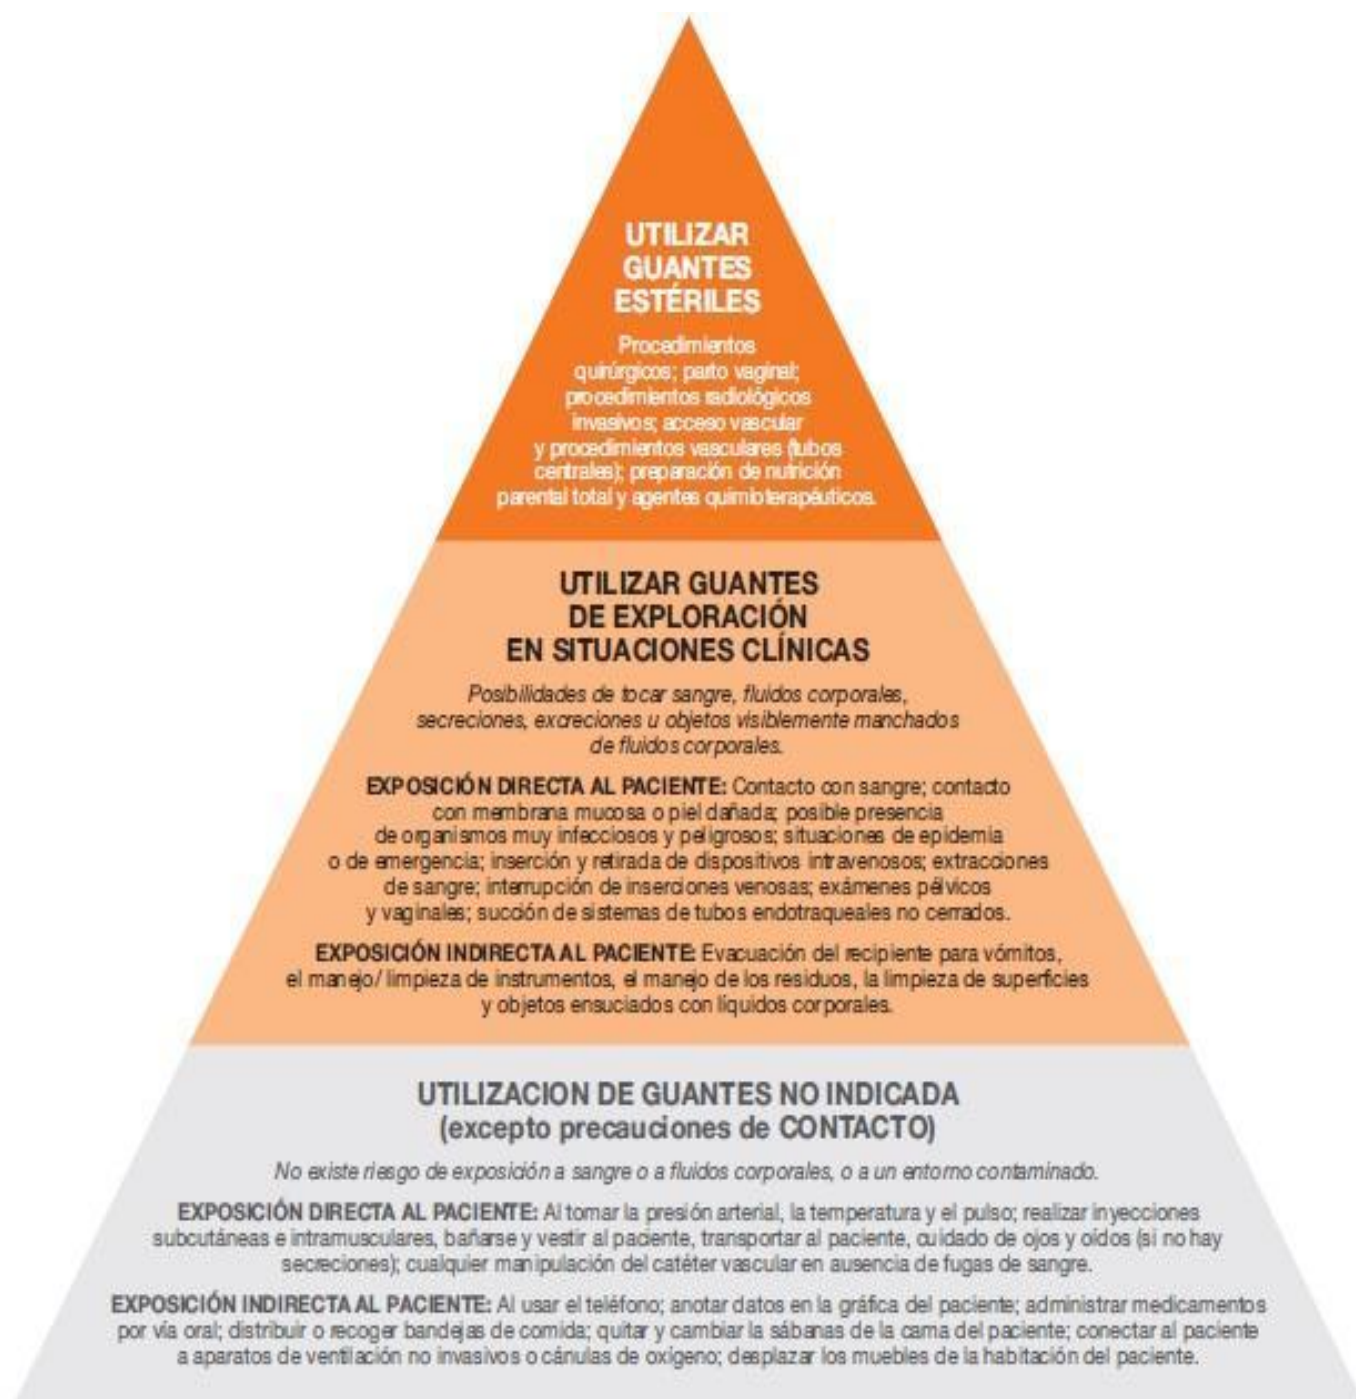 UTILIZAR
GUANTES
ESTÉRILES
Procedimientos
quirúrgicos; parto vaginal;
procedimientos radiológicos
invasivos; acceso vascular
y procedimientos vasculares (tubos
centrales); preparación de nutrición
parental total y agentes quimioterapéuticos.
UTILIZAR GUANTES
DE EXPLORACIÓN
EN SITUACIONES CLÍNICAS
Posibilidades de tocar sangre, fluidos corporales,
secreciones, excreciones u objetos visiblemente manchados
de fluidos corporales.
EXPOSICIÓN DIRECTA AL PACIENTE: Contacto con sangre; contacto
con membrana mucosa o piel dañada; posible presencia
de organismos muy infecciosos y peligrosos; situaciones de epidemia
o de emergencia; inserción y retirada de dispositivos intravenosos; extracciones
de sangre; interrupción de inserciones venosas; exámenes pélvicos
y vaginales; succión de sistemas de tubos endotraqueales no cerrados.
EXPOSICIÓN INDIRECTA AL PACIENTE: Evacuación del recipiente para vómitos,
el manejo/ limpieza de instrumentos, el manejo de los residuos, la limpieza de superficies
y objetos ensuciados con líquidos corporales.
UTILIZACION DE GUANTES NO INDICADA
(excepto precauciones de CONTACTO)
No existe riesgo de exposición a sangre o a fluidos corporales, o a un entorno contaminado.
EXPOSICIÓN DIRECTA AL PACIENTE: Al tomar la presión arterial, la temperatura y el pulso; realizar inyecciones
subcutáneas e intramusculares, bañarse y vestir al paciente, transportar al paciente, cuidado de ojos y oídos (si no hay
secreciones); cualquier manipulación del catéter vascular en ausencia de fugas de sangre.
EXPOSICIÓN INDIRECTA AL PACIENTE: Al usar el teléfono; anotar datos en la gráfica del paciente; administrar medicamentos
por vía oral; distribuir o recoger bandejas de comida; quitar y cambiar la sábanas de la cama del paciente; conectar al paciente
a aparatos de ventilación no invasivos o cánulas de oxígeno; desplazar los muebles de la habitación del paciente.